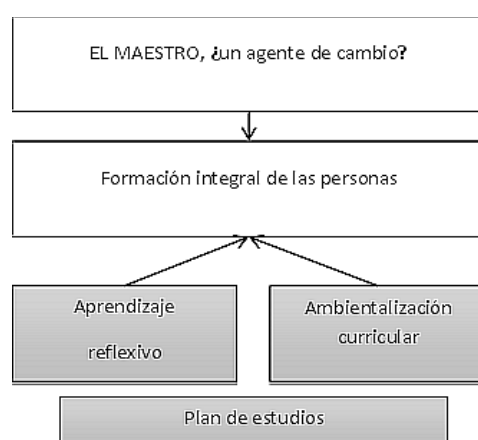 EL MAESTRO, ¿un agente de cambio?
Formación integral de las personas
Aprendizaje
reflexivo
Ambientalización
curricular
Plan de estudios